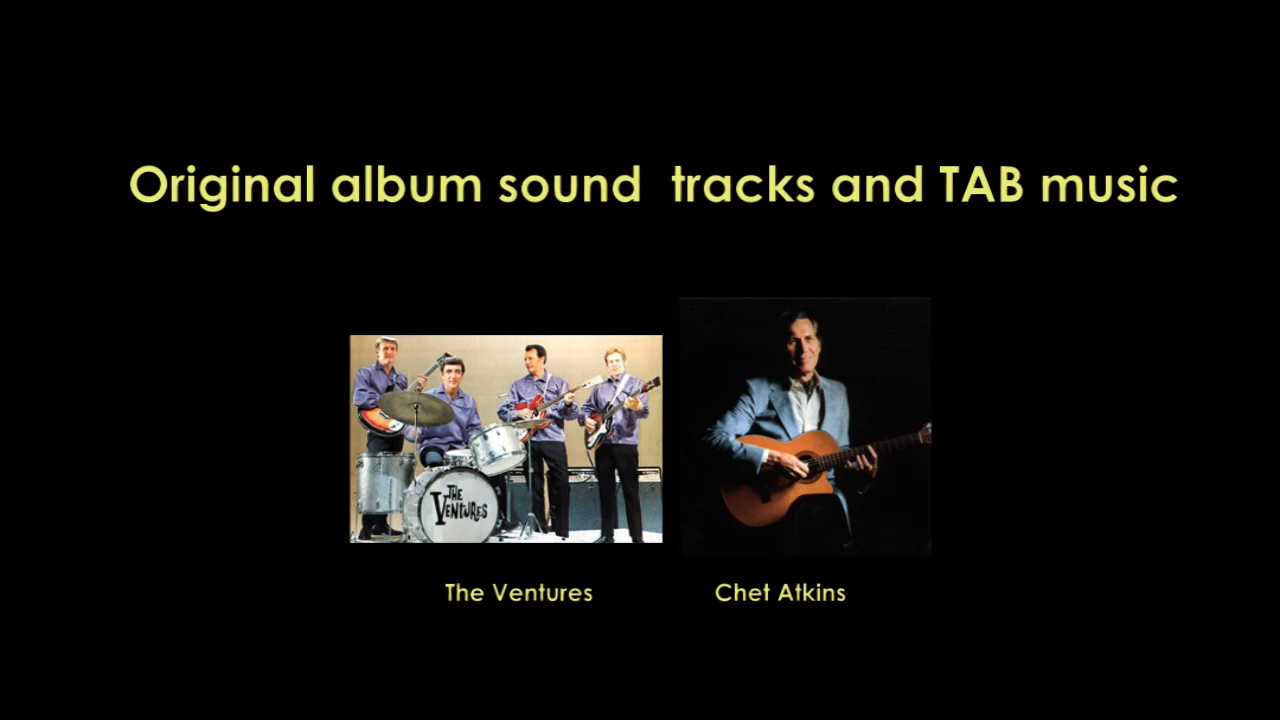 Original album sound  tracks and TAB music
THE
VENTURES
The Ventures
Chet Atkins